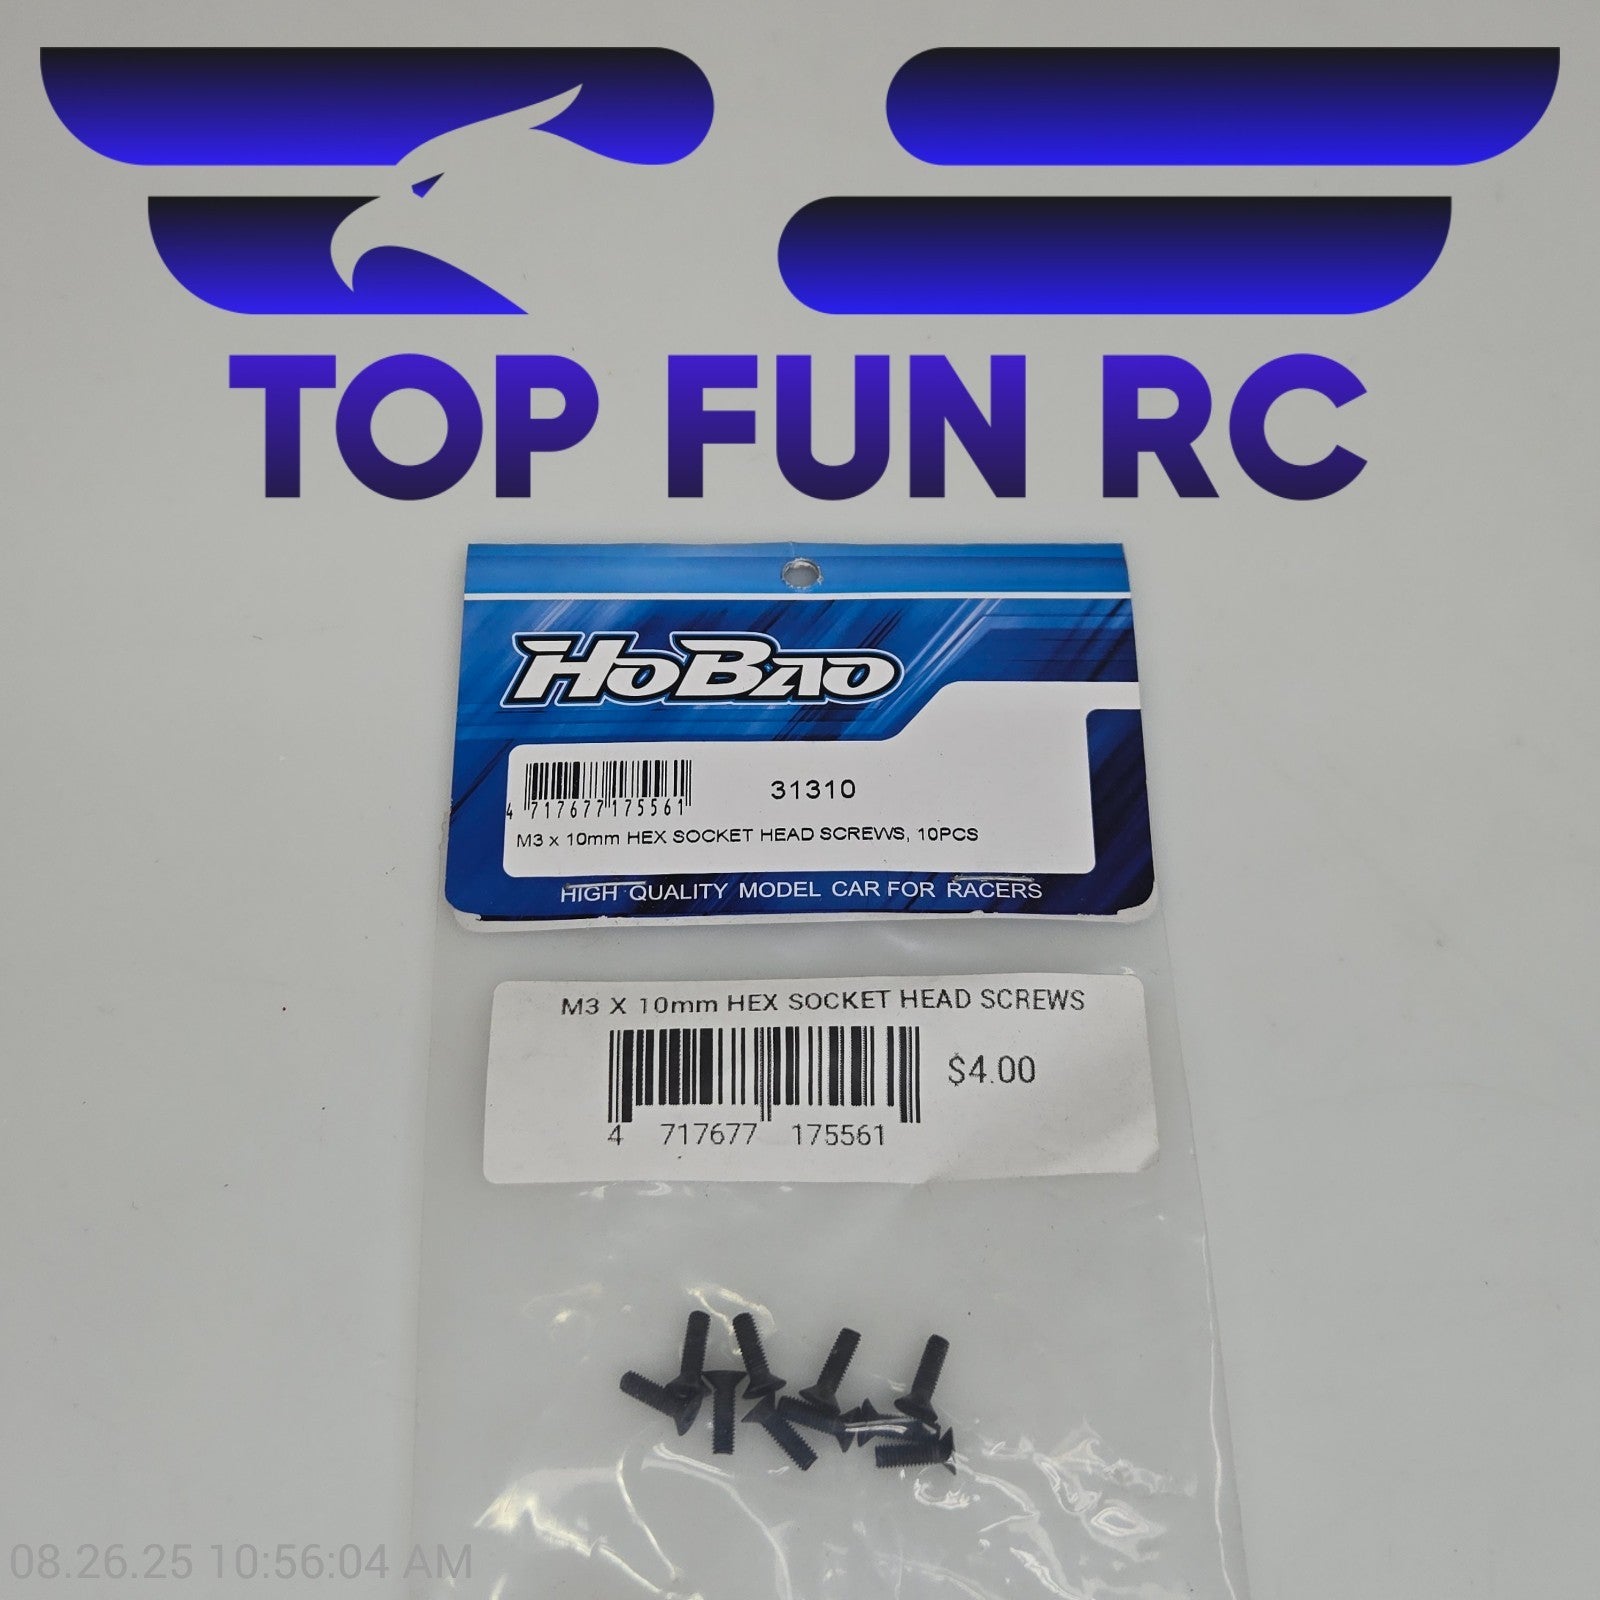 TOP FUN RC
HoBao
31310
4 717677 175561
M3 x 10mm HEX SOCKET HEAD SCREWS, 10PCS
HIGH QUALITY MODEL CAR FOR RACERS
M3 X 10mm HEX SOCKET HEAD SCREWS
$4.00
4 717677 175561
08.26.25 10:56:04 AM